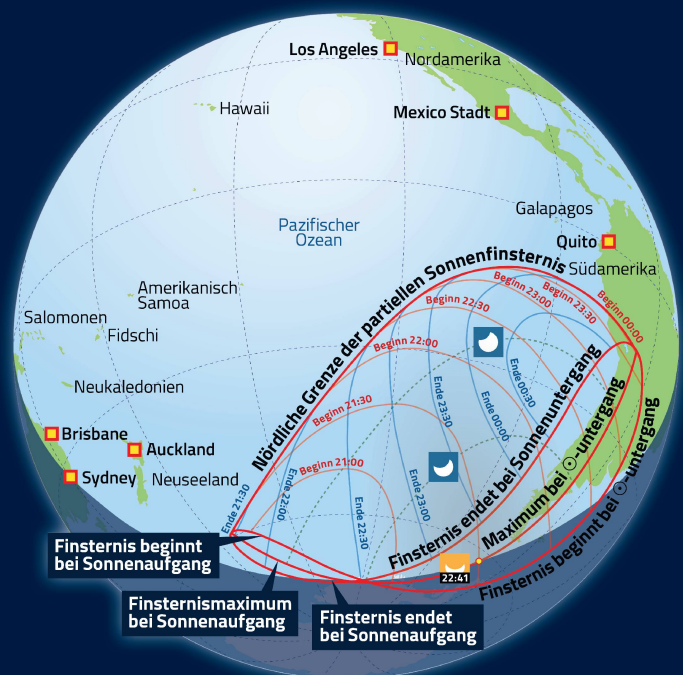 Los Angeles
Nordamerika
Hawaii
Mexico Stadt
Galapagos
Pazifischer
Ozean
Quito
Südamerika
Nördliche Grenze der partiellen Sonnenfinsternis
Beginn 23:00
Beginn 23:30
Beginn 00:00
Beginn 22:30
Amerikanisch
Samoa
Salomonen
Fidschi
Beginn 22:00
Neukaledonien
Ende 00:30
Ende 23:30
Ende 00:00
Beginn 21:30
Brisbane
Auckland
Sydney
Neuseeland
Beginn 21:00
Ende 21:30
Ende 22:00
Ende 22:30
Ende 23:00
Finsternis endet bei Sonnenuntergang
Maximum bei ☉-untergang
Finsternis beginnt bei ☉-untergang
22:41
Finsternis beginnt
bei Sonnenaufgang
Finsternismaximum
bei Sonnenaufgang
Finsternis endet
bei Sonnenaufgang